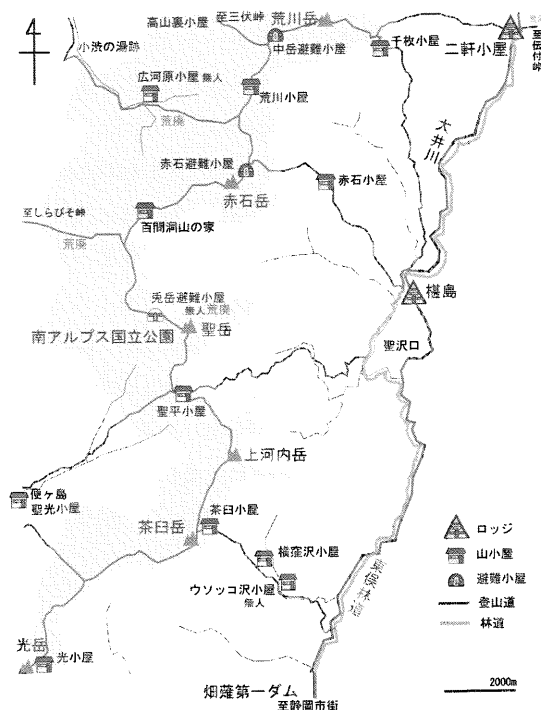 高山裏小屋
至三伏峠
荒川岳
至伝付峠
小渋の湯跡
中岳避難小屋
千枚小屋
二軒小屋
広河原小屋 無人
荒川小屋
荒廃
大井川
赤石避難小屋
赤石小屋
赤石岳
至しらびそ峠
百間洞山の家
荒廃
椹島
兎岳避難小屋
無人 荒廃
南アルプス国立公園
聖岳
聖沢口
聖平小屋
上河内岳
便ヶ島
聖光小屋
茶臼小屋
茶臼岳
横窪沢小屋
ウソッコ沢小屋
無人
東俣林道
光岳
光小屋
畑薙第一ダム
至静岡市街
ロッジ
山小屋
避難小屋
登山道
林道
2000m